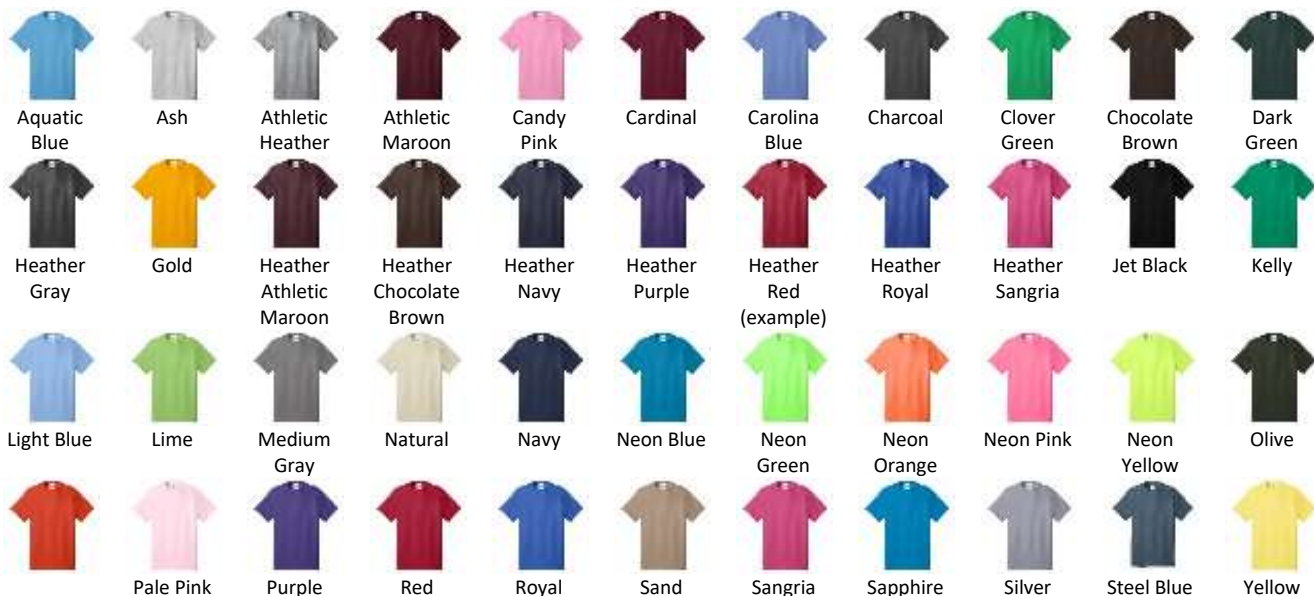 Aquatic Ash Athletic Athletic Candy Cardinal Carolina Charcoal Clover Chocolate Dark
Blue Heather Maroon Pink Blue Green Brown Green
Heather Gold Heather Heather Heather Heather Heather Heather Heather Jet Black Kelly
Gray Athletic Chocolate Navy Purple Red Royal Sangria
Maroon Brown (example)
Light Blue Lime Medium Natural Navy Neon Blue Neon Neon Neon Pink Neon Olive
Gray Green Orange Yellow
Pale Pink Purple Red Royal Sand Sangria Sapphire Silver Steel Blue Yellow